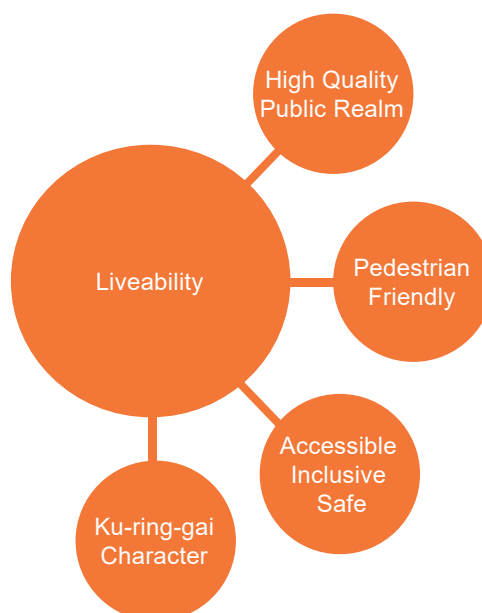 High Quality
Public Realm
Liveability
Pedestrian
Friendly
Accessible
Inclusive
Safe
Ku-ring-gai
Character